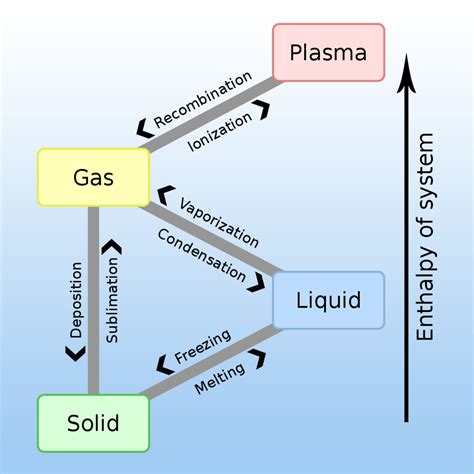 Plasma
Recombination
Ionization
Gas
Vaporization
Condensation
Enthalpy of system
Deposition
Sublimation
Liquid
Freezing
Melting
Solid